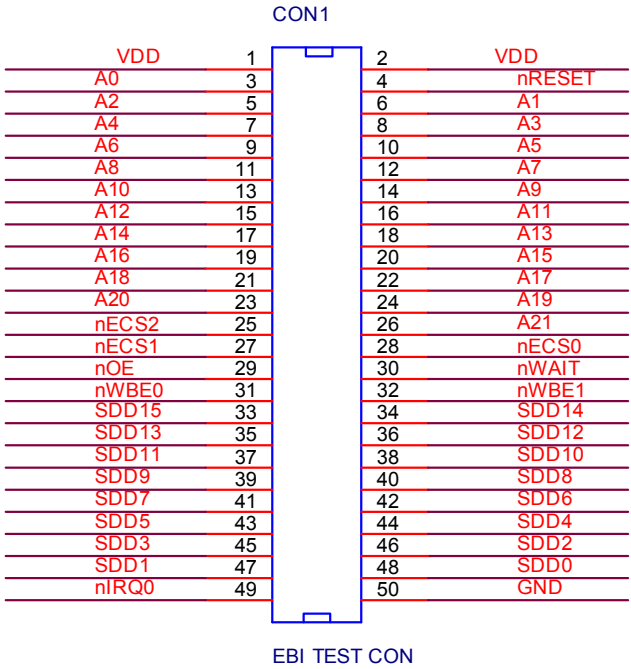 CON1
VDD 1 2 VDD
A0 3 4 nRESET
A2 5 6 A1
A4 7 8 A3
A6 9 10 A5
A8 11 12 A7
A10 13 14 A9
A12 15 16 A11
A14 17 18 A13
A16 19 20 A15
A18 21 22 A17
A20 23 24 A19
nECS2 25 26 A21
nECS1 27 28 nECS0
nOE 29 30 nWAIT
nWBE0 31 32 nWBE1
SDD15 33 34 SDD14
SDD13 35 36 SDD12
SDD11 37 38 SDD10
SDD9 39 40 SDD8
SDD7 41 42 SDD6
SDD5 43 44 SDD4
SDD3 45 46 SDD2
SDD1 47 48 SDD0
nIRQ0 49 50 GND
EBI TEST CON